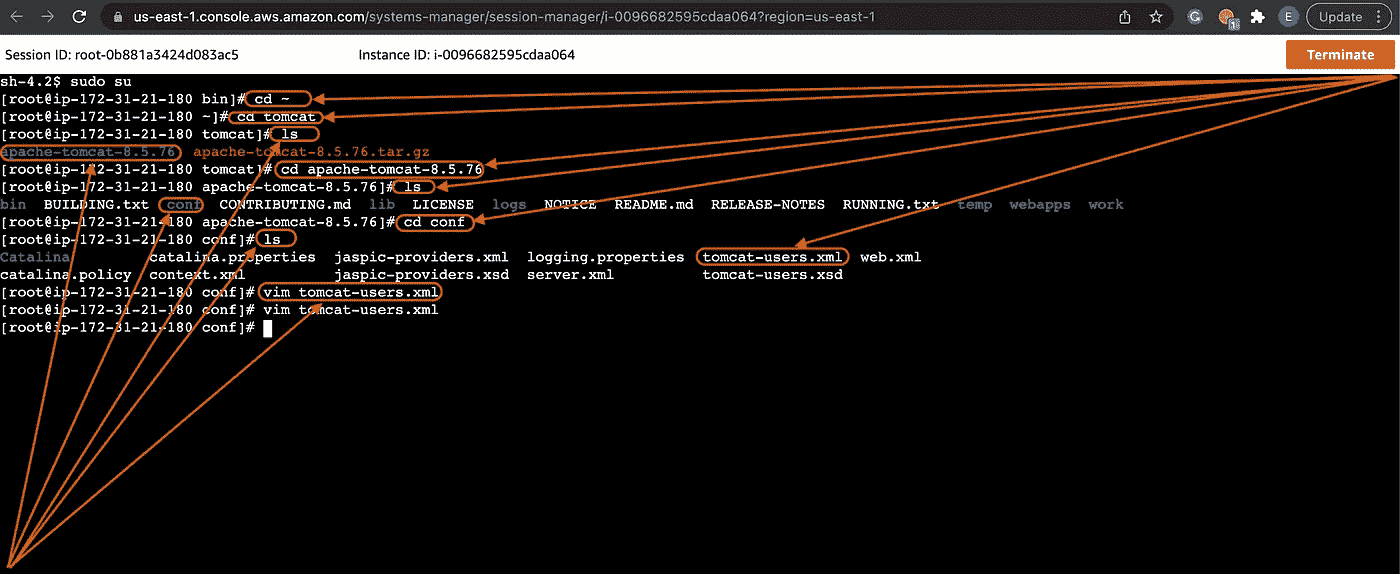 us-east-1.console.aws.amazon.com/systems-manager/session-manager/i-0096682595cdaa064?region=us-east-1
1
E
Update
Session ID: root-0b881a3424d083ac5 Instance ID: i-0096682595cdaa064 Terminate
sh-4.2$ sudo su
[root@ip-172-31-21-180 bin]# cd ~
[root@ip-172-31-21-180 ~]# cd tomcat
[root@ip-172-31-21-180 tomcat]# ls
apache-tomcat-8.5.76 apache-tomcat-8.5.76.tar.gz
[root@ip-172-31-21-180 tomcat]# cd apache-tomcat-8.5.76
[root@ip-172-31-21-180 apache-tomcat-8.5.76]# ls
bin BUILDING.txt conf CONTRIBUTING.md lib LICENSE logs NOTICE README.md RELEASE-NOTES RUNNING.txt temp webapps work
[root@ip-172-31-21-180 apache-tomcat-8.5.76]# cd conf
[root@ip-172-31-21-180 conf]# ls
Catalina catalina.properties jaspic-providers.xml logging.properties tomcat-users.xml web.xml
catalina.policy context.xml jaspic-providers.xsd server.xml tomcat-users.xsd
[root@ip-172-31-21-180 conf]# vim tomcat-users.xml
[root@ip-172-31-21-180 conf]# vim tomcat-users.xml
[root@ip-172-31-21-180 conf]#